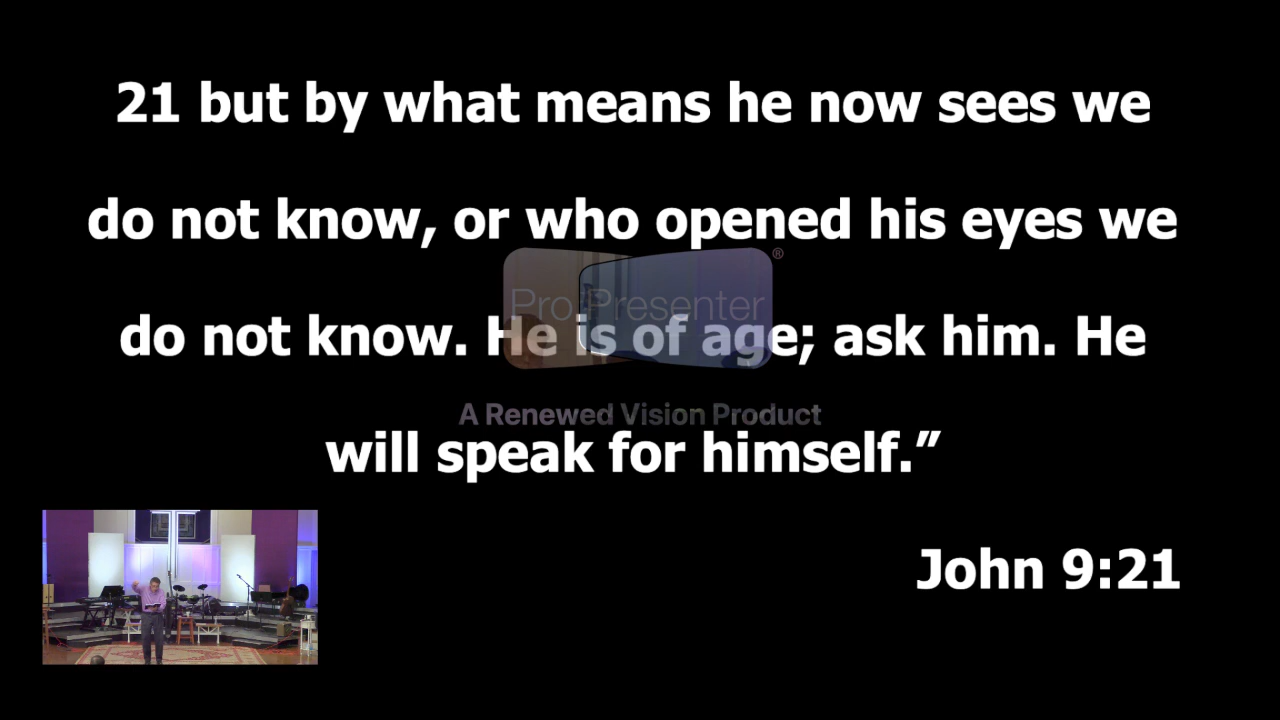 21 but by what means he now sees we
do not know, or who opened his eyes we
ProPresenter®
do not know. He is of age; ask him. He
A Renewed Vision Product
will speak for himself.”
John 9:21